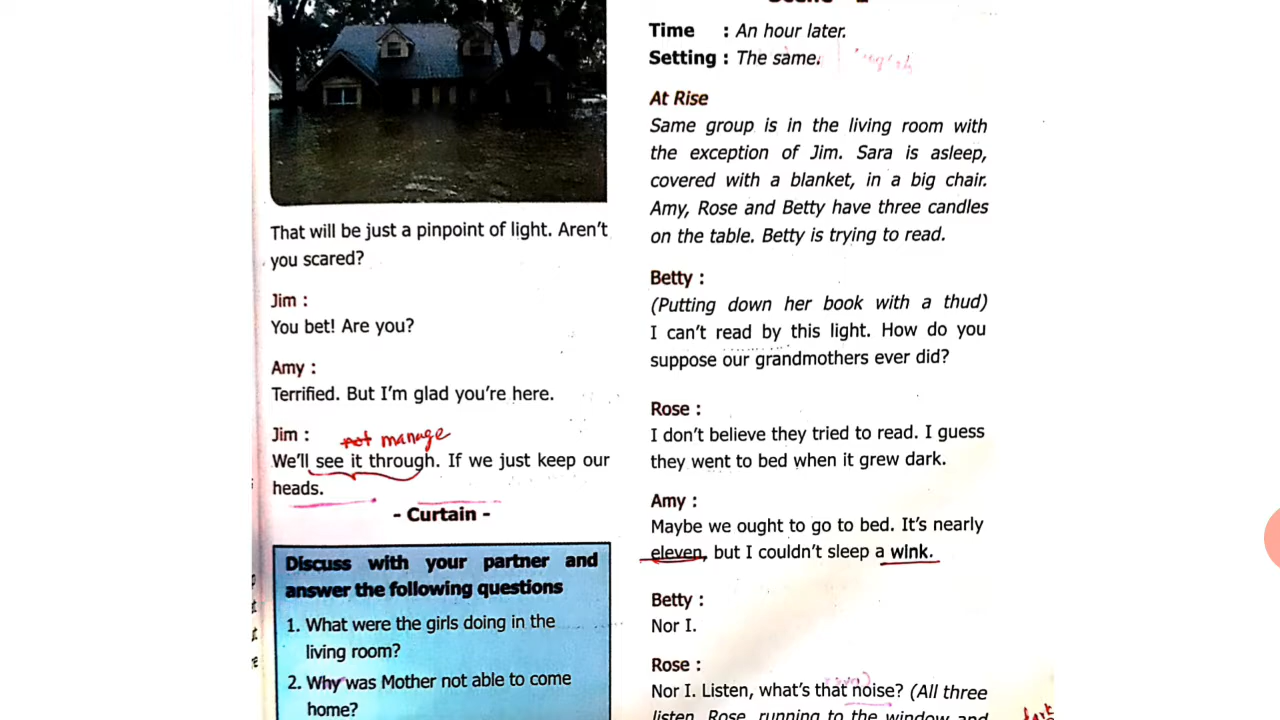 That will be just a pinpoint of light. Aren't
you scared?
Jim :
You bet! Are you?
Amy :
Terrified. But I'm glad you're here.
Jim :
not manage
We'll see it through. If we just keep our
heads.
- Curtain -
Discuss with your partner and
answer the following questions
1. What were the girls doing in the
living room?
2. Why was Mother not able to come
home?
Time : An hour later.
Setting : The same.
At Rise
Same group is in the living room with
the exception of Jim. Sara is asleep,
covered with a blanket, in a big chair.
Amy, Rose and Betty have three candles
on the table. Betty is trying to read.
Betty :
(Putting down her book with a thud)
I can't read by this light. How do you
suppose our grandmothers ever did?
Rose :
I don't believe they tried to read. I guess
they went to bed when it grew dark.
Amy :
Maybe we ought to go to bed. It's nearly
eleven, but I couldn't sleep a wink.
Betty :
Nor I.
Rose :
Nor I. Listen, what's that noise? (All three
listen. Rose, running to the window and